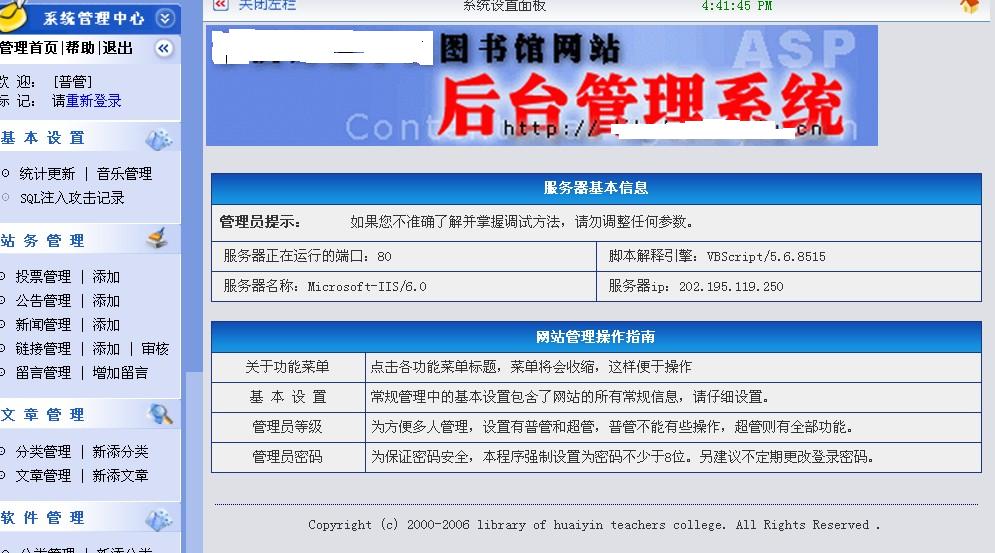 系统管理中心
管理首页|帮助|退出
欢 迎： [普管]
标 记： 请重新登录
基 本 设 置
统计更新 | 音乐管理
SQL注入攻击记录
站 务 管 理
投票管理 | 添加
公告管理 | 添加
新闻管理 | 添加
链接管理 | 添加 | 审核
留言管理 | 增加留言
文 章 管 理
分类管理 | 新添分类
文章管理 | 新添文章
软 件 管 理
分类管理 | 新添分类
关闭左栏 系统设置面板 4:41:45 PM
图书馆网站 ASP
后台管理系统
http://
cn
服务器基本信息
管理员提示： 如果您不准确了解并掌握调试方法，请勿调整任何参数。
服务器正在运行的端口：80 脚本解释引擎：VBScript/5.6.8515
服务器名称：Microsoft-IIS/6.0 服务器ip：202.195.119.250
网站管理操作指南
关于功能菜单 点击各功能菜单标题，菜单将会收缩，这样便于操作
基 本 设 置 常规管理中的基本设置包含了网站的所有常规信息，请仔细设置。
管理员等级 为方便多人管理，设置有普管和超管，普管不能有些操作，超管则有全部功能。
管理员密码 为保证密码安全，本程序强制设置为密码不少于8位。另建议不定期更改登录密码。
Copyright (c) 2000-2006 library of huaiyin teachers college. All Rights Reserved .